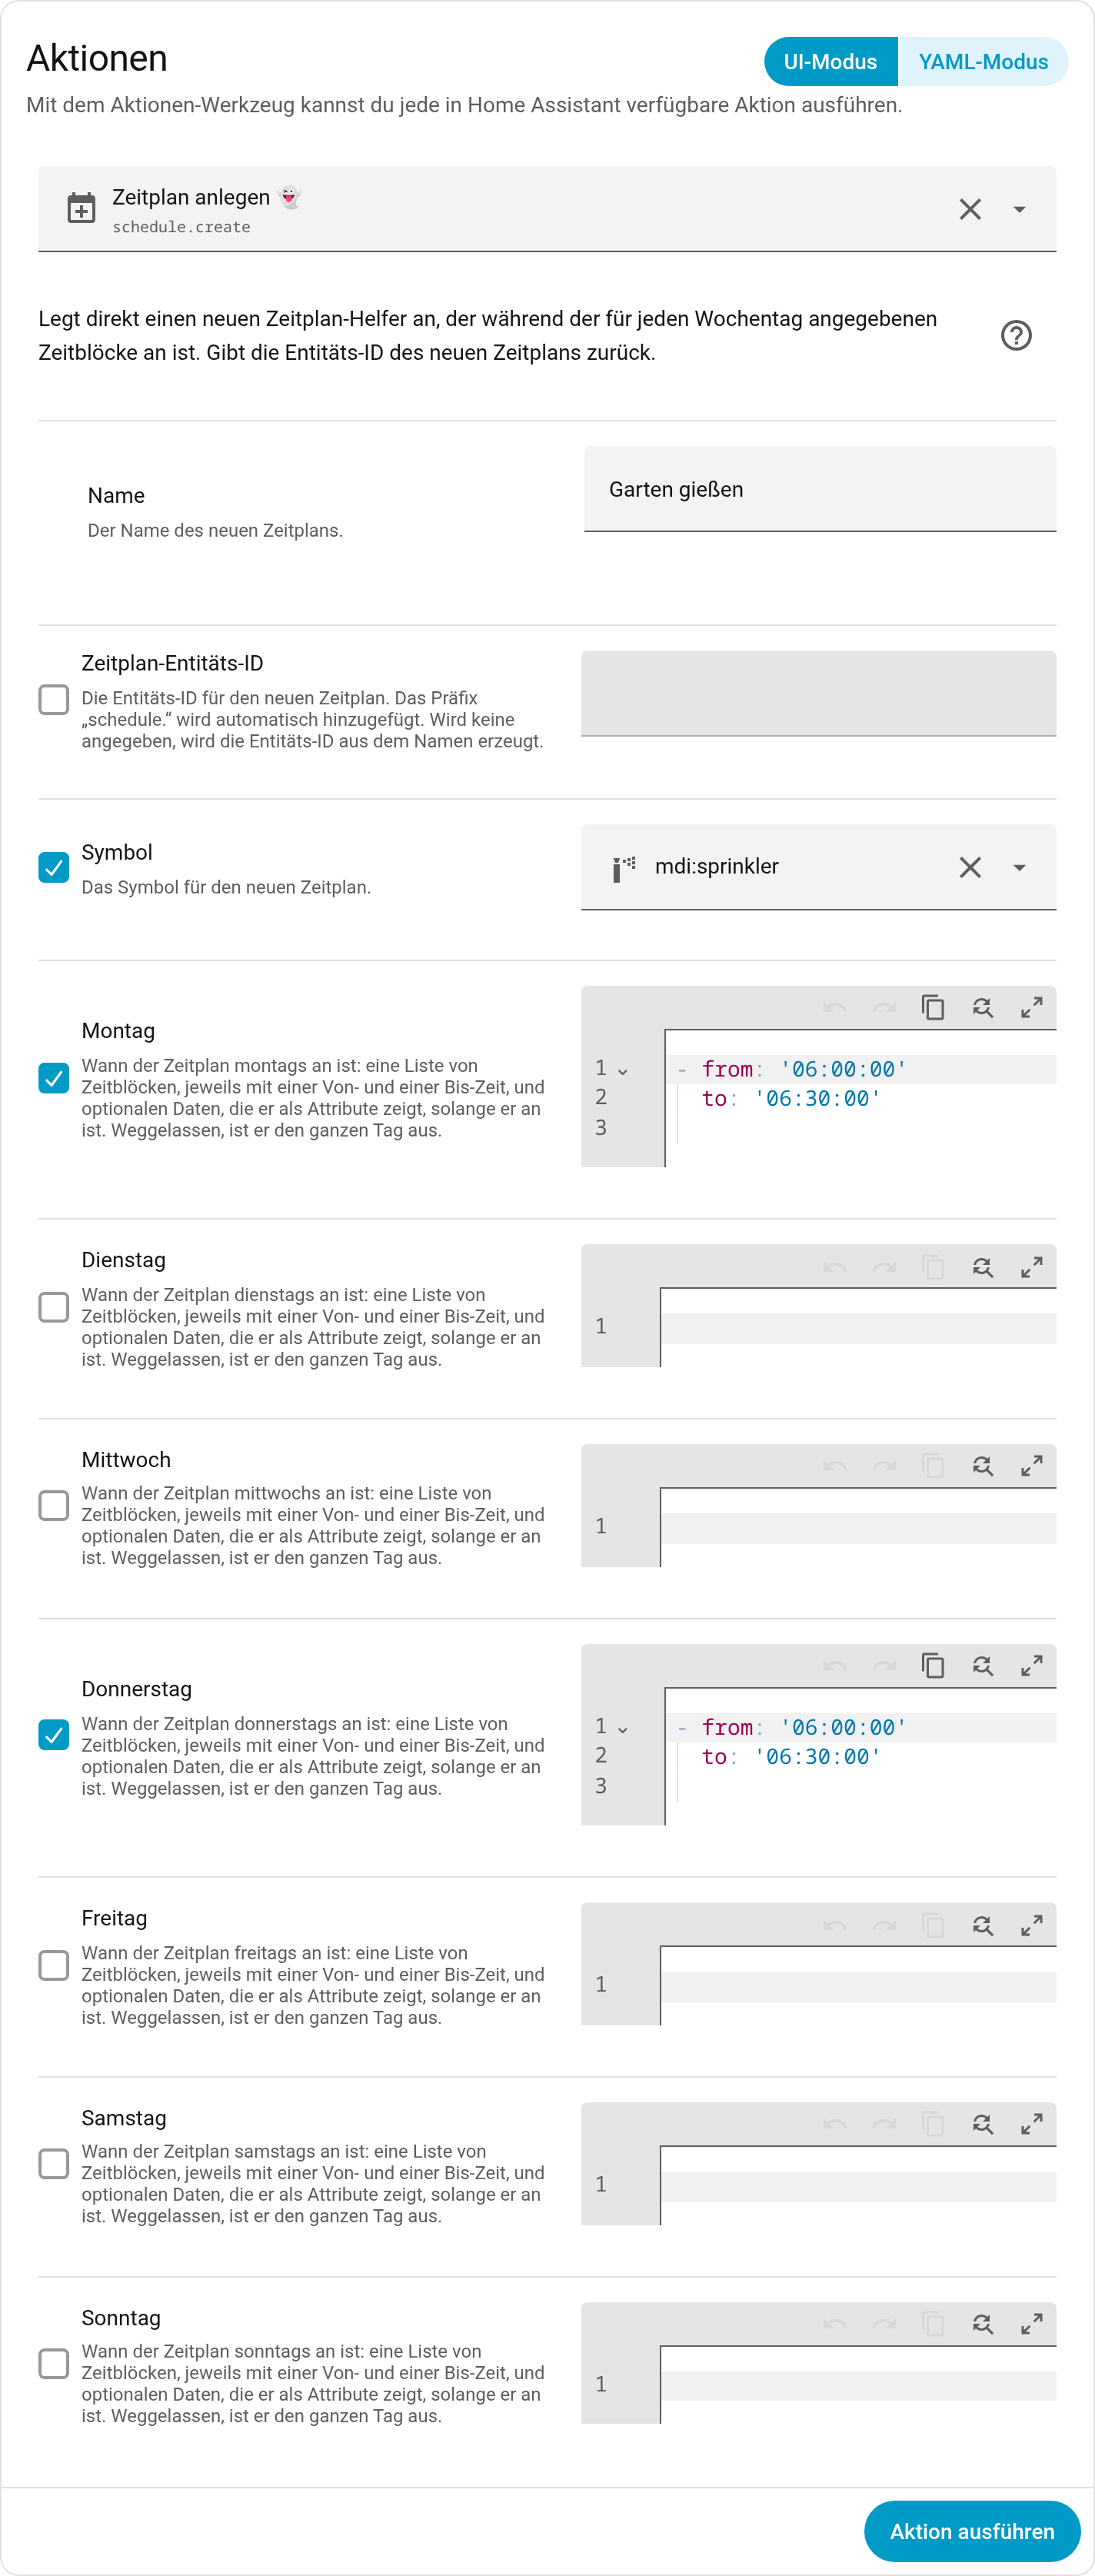 Aktionen
UI-Modus
YAML-Modus
Mit dem Aktionen-Werkzeug kannst du jede in Home Assistant verfügbare Aktion ausführen.
Zeitplan anlegen 👻
schedule.create
Legt direkt einen neuen Zeitplan-Helfer an, der während der für jeden Wochentag angegebenen
Zeitblöcke an ist. Gibt die Entitäts-ID des neuen Zeitplans zurück.
Name
Der Name des neuen Zeitplans.
Garten gießen
Zeitplan-Entitäts-ID
Die Entitäts-ID für den neuen Zeitplan. Das Präfix
„schedule.“ wird automatisch hinzugefügt. Wird keine
angegeben, wird die Entitäts-ID aus dem Namen erzeugt.
Symbol
Das Symbol für den neuen Zeitplan.
mdi:sprinkler
Montag
Wann der Zeitplan montags an ist: eine Liste von
Zeitblöcken, jeweils mit einer Von- und einer Bis-Zeit, und
optionalen Daten, die er als Attribute zeigt, solange er an
ist. Weggelassen, ist er den ganzen Tag aus.
1 - from: '06:00:00'
2 to: '06:30:00'
3
Dienstag
Wann der Zeitplan dienstags an ist: eine Liste von
Zeitblöcken, jeweils mit einer Von- und einer Bis-Zeit, und
optionalen Daten, die er als Attribute zeigt, solange er an
ist. Weggelassen, ist er den ganzen Tag aus.
1
Mittwoch
Wann der Zeitplan mittwochs an ist: eine Liste von
Zeitblöcken, jeweils mit einer Von- und einer Bis-Zeit, und
optionalen Daten, die er als Attribute zeigt, solange er an
ist. Weggelassen, ist er den ganzen Tag aus.
1
Donnerstag
Wann der Zeitplan donnerstags an ist: eine Liste von
Zeitblöcken, jeweils mit einer Von- und einer Bis-Zeit, und
optionalen Daten, die er als Attribute zeigt, solange er an
ist. Weggelassen, ist er den ganzen Tag aus.
1 - from: '06:00:00'
2 to: '06:30:00'
3
Freitag
Wann der Zeitplan freitags an ist: eine Liste von
Zeitblöcken, jeweils mit einer Von- und einer Bis-Zeit, und
optionalen Daten, die er als Attribute zeigt, solange er an
ist. Weggelassen, ist er den ganzen Tag aus.
1
Samstag
Wann der Zeitplan samstags an ist: eine Liste von
Zeitblöcken, jeweils mit einer Von- und einer Bis-Zeit, und
optionalen Daten, die er als Attribute zeigt, solange er an
ist. Weggelassen, ist er den ganzen Tag aus.
1
Sonntag
Wann der Zeitplan sonntags an ist: eine Liste von
Zeitblöcken, jeweils mit einer Von- und einer Bis-Zeit, und
optionalen Daten, die er als Attribute zeigt, solange er an
ist. Weggelassen, ist er den ganzen Tag aus.
1
Aktion ausführen